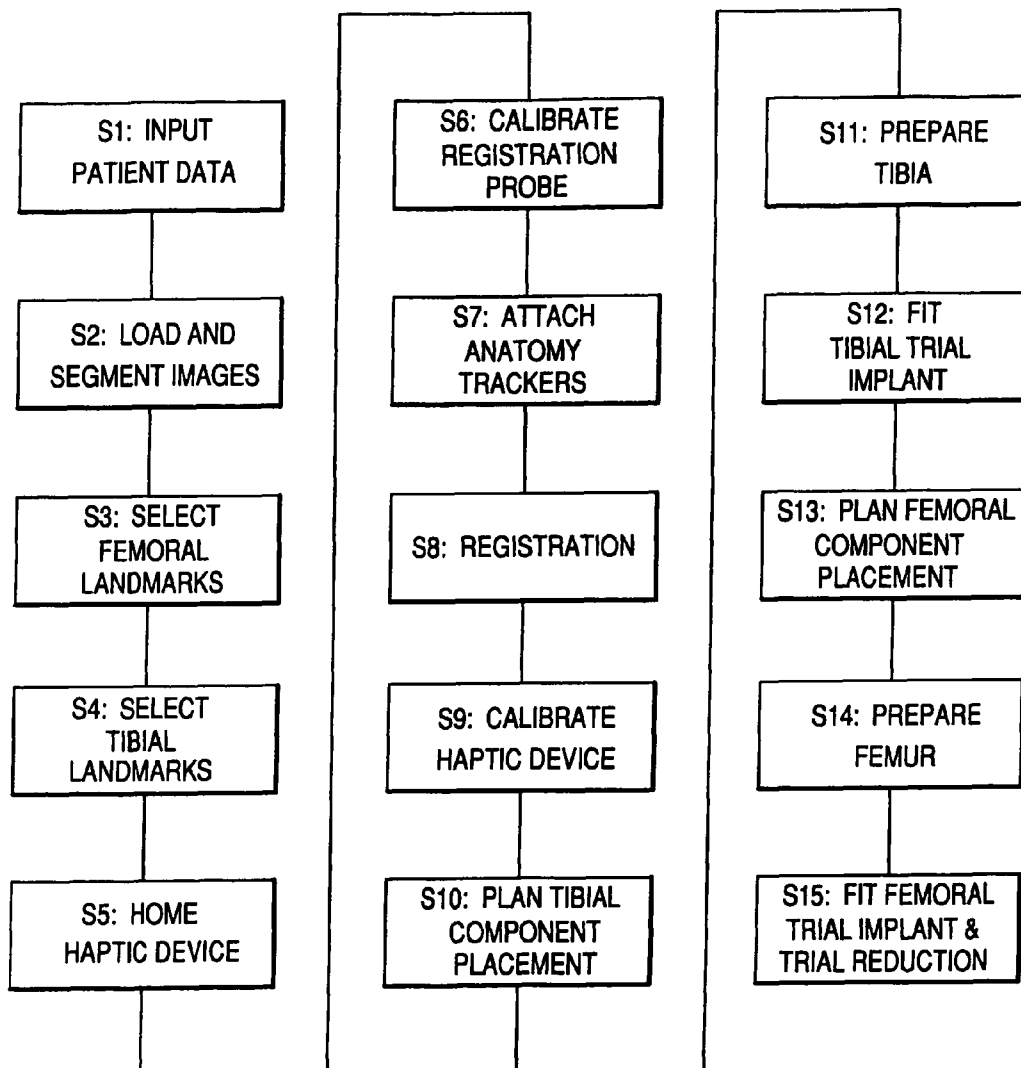 S1: INPUT
PATIENT DATA
S2: LOAD AND
SEGMENT IMAGES
S3: SELECT
FEMORAL
LANDMARKS
S4: SELECT
TIBIAL
LANDMARKS
S5: HOME
HAPTIC DEVICE
S6: CALIBRATE
REGISTRATION
PROBE
S7: ATTACH
ANATOMY
TRACKERS
S8: REGISTRATION
S9: CALIBRATE
HAPTIC DEVICE
S10: PLAN TIBIAL
COMPONENT
PLACEMENT
S11: PREPARE
TIBIA
S12: FIT
TIBIAL TRIAL
IMPLANT
S13: PLAN FEMORAL
COMPONENT
PLACEMENT
S14: PREPARE
FEMUR
S15: FIT FEMORAL
TRIAL IMPLANT &
TRIAL REDUCTION